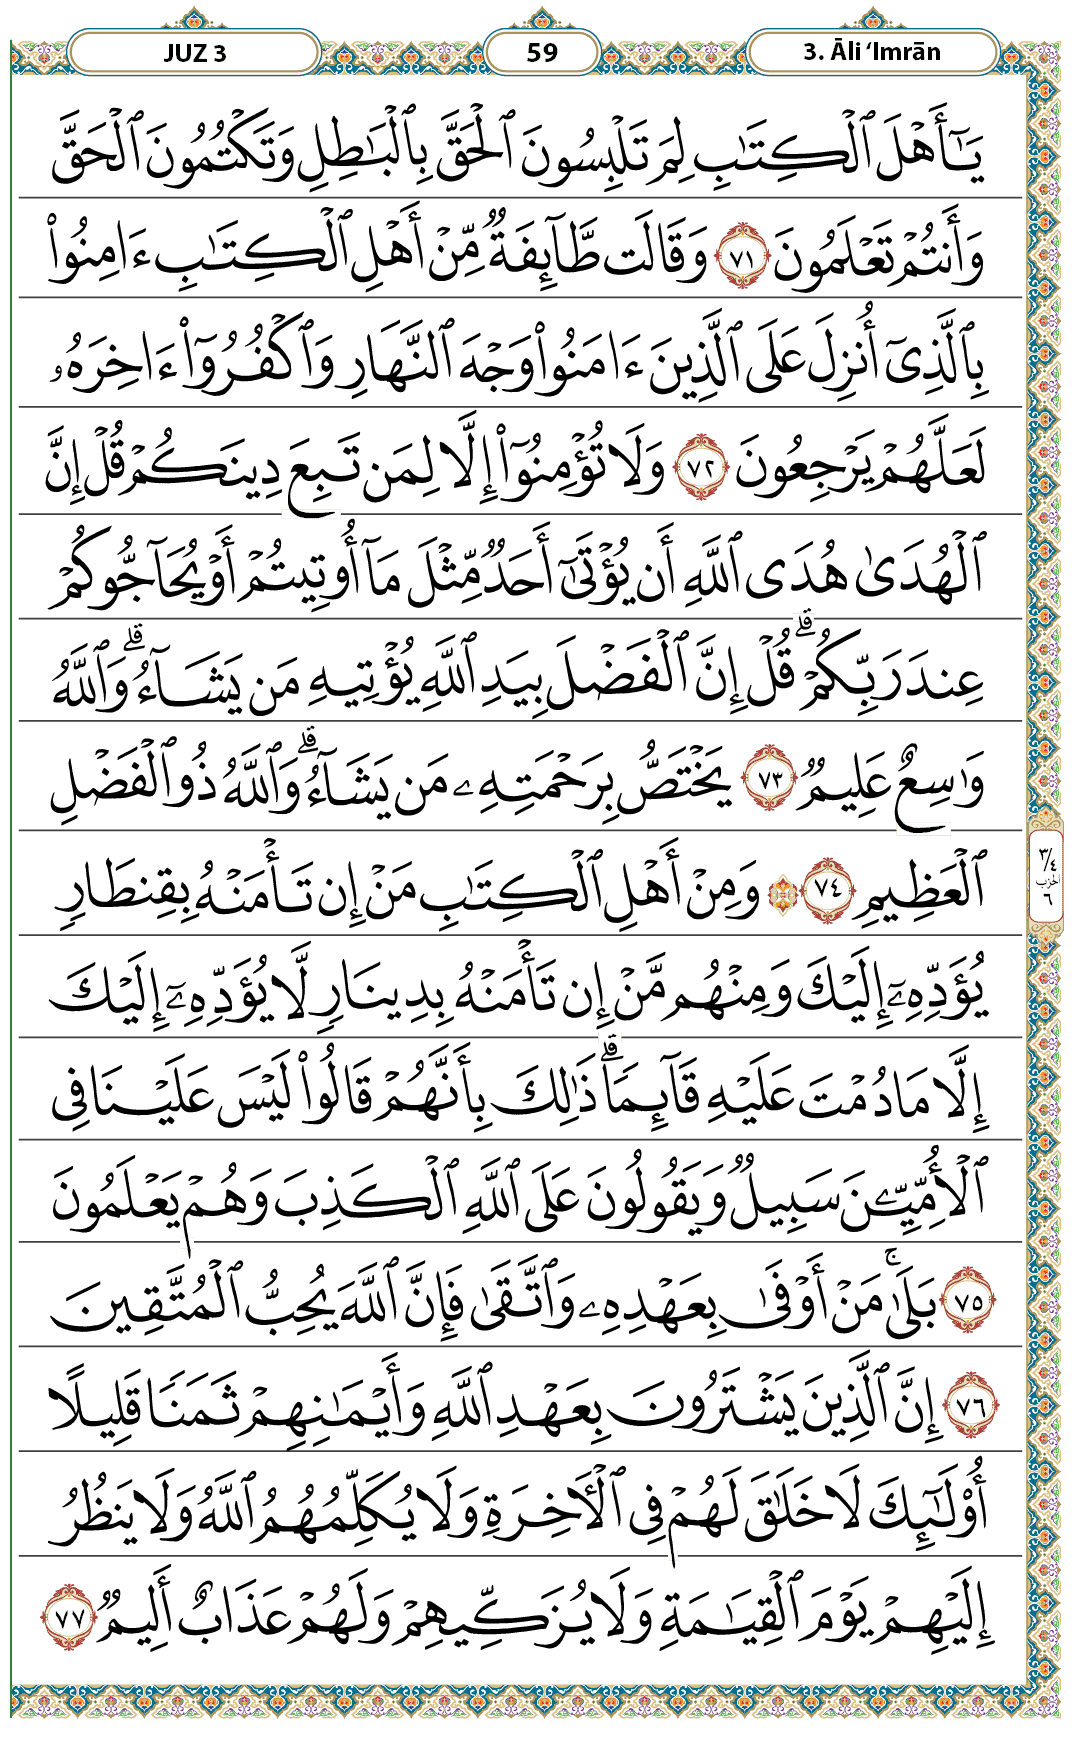 JUZ 3
59
3. Āli ‘Imrān
يَـٰٓأَهْلَ ٱلْكِتَـٰبِ لِمَ تَلْبِسُونَ ٱلْحَقَّ بِٱلْبَـٰطِلِ وَتَكْتُمُونَ ٱلْحَقَّ
وَأَنتُمْ تَعْلَمُونَ ٧١ وَقَالَت طَّآئِفَةٌ مِّنْ أَهْلِ ٱلْكِتَـٰبِ ءَامِنُوا۟
بِٱلَّذِىٓ أُنزِلَ عَلَى ٱلَّذِينَ ءَامَنُوا۟ وَجْهَ ٱلنَّهَارِ وَٱكْفُرُوٓا۟ ءَاخِرَهُۥ
لَعَلَّهُمْ يَرْجِعُونَ ٧٢ وَلَا تُؤْمِنُوٓا۟ إِلَّا لِمَن تَبِعَ دِينَكُمْ قُلْ إِنَّ
ٱلْهُدَىٰ هُدَى ٱللَّهِ أَن يُؤْتَىٰٓ أَحَدٌ مِّثْلَ مَآ أُوتِيتُمْ أَوْ يُحَآجُّوكُمْ
عِندَ رَبِّكُمْ ۗ قُلْ إِنَّ ٱلْفَضْلَ بِيَدِ ٱللَّهِ يُؤْتِيهِ مَن يَشَآءُ ۗ وَٱللَّهُ
وَٰسِعٌ عَلِيمٌ ٧٣ يَخْتَصُّ بِرَحْمَتِهِۦ مَن يَشَآءُ ۗ وَٱللَّهُ ذُو ٱلْفَضْلِ
ٱلْعَظِيمِ ٧٤ ۞ وَمِنْ أَهْلِ ٱلْكِتَـٰبِ مَنْ إِن تَأْمَنْهُ بِقِنطَارٍ
يُؤَدِّهِۦٓ إِلَيْكَ وَمِنْهُم مَّنْ إِن تَأْمَنْهُ بِدِينَارٍ لَّا يُؤَدِّهِۦٓ إِلَيْكَ
إِلَّا مَا دُمْتَ عَلَيْهِ قَآئِمًا ۗ ذَٰلِكَ بِأَنَّهُمْ قَالُوا۟ لَيْسَ عَلَيْنَا فِى
ٱلْأُمِّيِّـۧنَ سَبِيلٌ وَيَقُولُونَ عَلَى ٱللَّهِ ٱلْكَذِبَ وَهُمْ يَعْلَمُونَ
٧٥ بَلَىٰ ۚ مَنْ أَوْفَىٰ بِعَهْدِهِۦ وَٱتَّقَىٰ فَإِنَّ ٱللَّهَ يُحِبُّ ٱلْمُتَّقِينَ
٧٦ إِنَّ ٱلَّذِينَ يَشْتَرُونَ بِعَهْدِ ٱللَّهِ وَأَيْمَـٰنِهِمْ ثَمَنًا قَلِيلًا
أُو۟لَـٰٓئِكَ لَا خَلَـٰقَ لَهُمْ فِى ٱلْـَٔاخِرَةِ وَلَا يُكَلِّمُهُمُ ٱللَّهُ وَلَا يَنظُرُ
إِلَيْهِمْ يَوْمَ ٱلْقِيَـٰمَةِ وَلَا يُزَكِّيهِمْ وَلَهُمْ عَذَابٌ أَلِيمٌ ٧٧
٣/٤
الحزب
٦